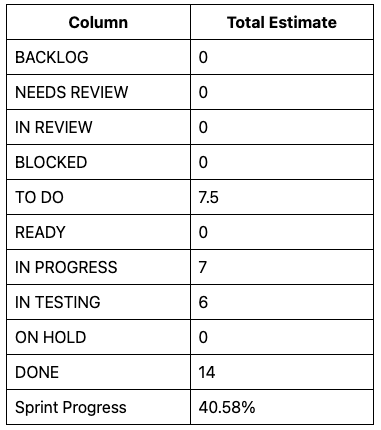 Column Total Estimate
BACKLOG 0
NEEDS REVIEW 0
IN REVIEW 0
BLOCKED 0
TO DO 7.5
READY 0
IN PROGRESS 7
IN TESTING 6
ON HOLD 0
DONE 14
Sprint Progress 40.58%